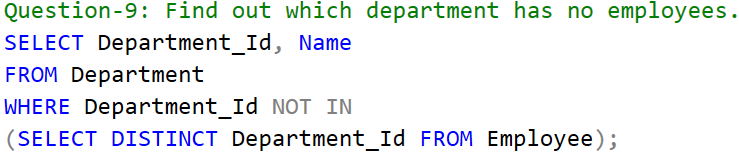 Question-9: Find out which department has no employees.
SELECT Department_Id, Name
FROM Department
WHERE Department_Id NOT IN
(SELECT DISTINCT Department_Id FROM Employee);